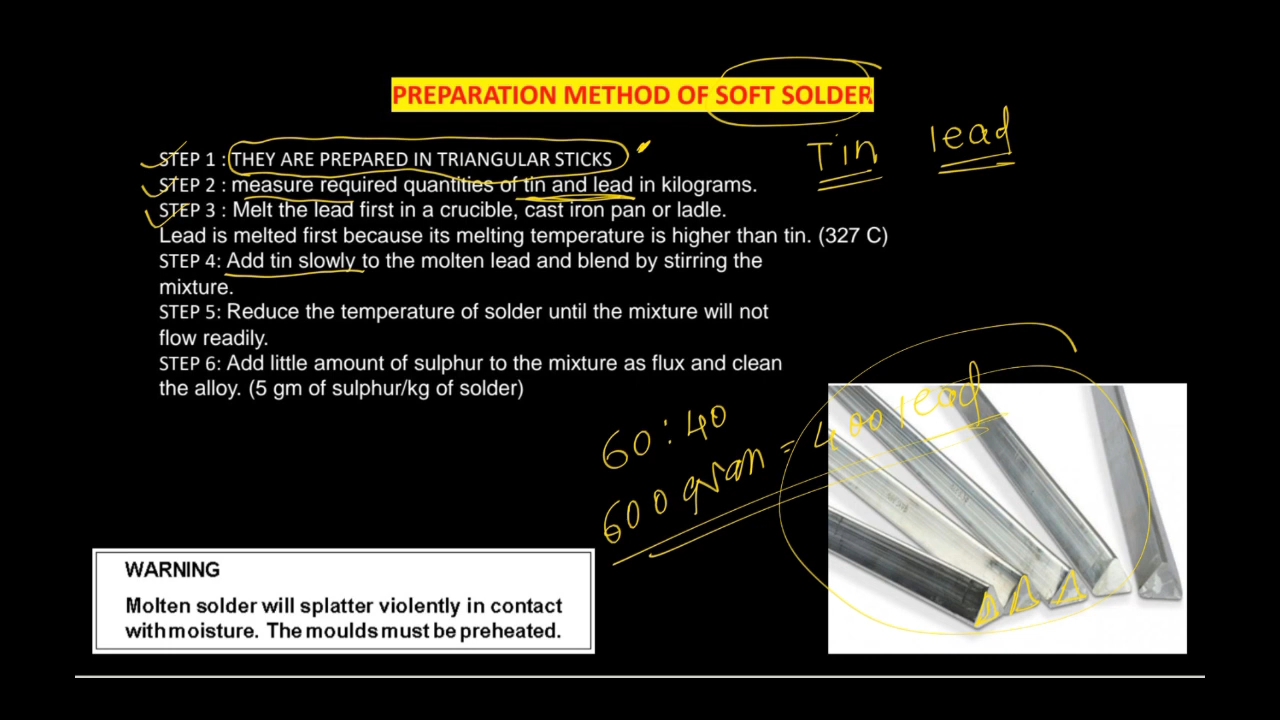 PREPARATION METHOD OF SOFT SOLDER
Tin lead
STEP 1 : THEY ARE PREPARED IN TRIANGULAR STICKS
STEP 2 : measure required quantities of tin and lead in kilograms.
STEP 3 : Melt the lead first in a crucible, cast iron pan or ladle.
Lead is melted first because its melting temperature is higher than tin. (327 C)
STEP 4: Add tin slowly to the molten lead and blend by stirring the
mixture.
STEP 5: Reduce the temperature of solder until the mixture will not
flow readily.
STEP 6: Add little amount of sulphur to the mixture as flux and clean
the alloy. (5 gm of sulphur/kg of solder)
60:40
600 gram = 400 lead
WARNING
Molten solder will splatter violently in contact
with moisture. The moulds must be preheated.